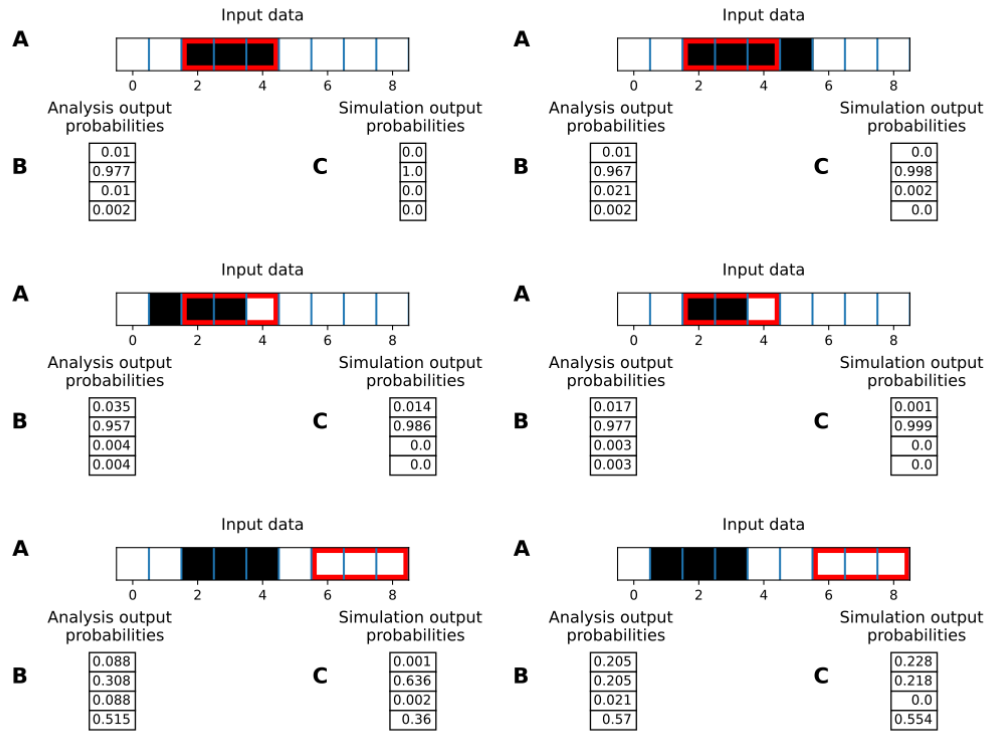 Input data
A
0 2 4 6 8
Analysis output
probabilities
Simulation output
probabilities
B
0.01
0.977
0.01
0.002
C
0.0
1.0
0.0
0.0
Input data
A
0 2 4 6 8
Analysis output
probabilities
Simulation output
probabilities
B
0.01
0.967
0.021
0.002
C
0.0
0.998
0.002
0.0
Input data
A
0 2 4 6 8
Analysis output
probabilities
Simulation output
probabilities
B
0.035
0.957
0.004
0.004
C
0.014
0.986
0.0
0.0
Input data
A
0 2 4 6 8
Analysis output
probabilities
Simulation output
probabilities
B
0.017
0.977
0.003
0.003
C
0.001
0.999
0.0
0.0
Input data
A
0 2 4 6 8
Analysis output
probabilities
Simulation output
probabilities
B
0.088
0.308
0.088
0.515
C
0.001
0.636
0.002
0.36
Input data
A
0 2 4 6 8
Analysis output
probabilities
Simulation output
probabilities
B
0.205
0.205
0.021
0.57
C
0.228
0.218
0.0
0.554